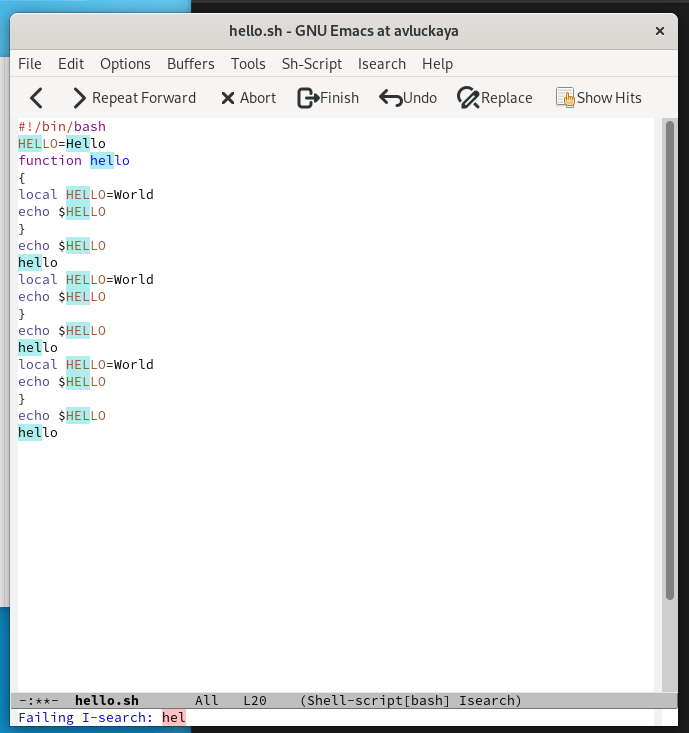 hello.sh - GNU Emacs at avluckaya ×
File Edit Options Buffers Tools Sh-Script Isearch Help
Repeat Forward Abort Finish Undo Replace Show Hits
#!/bin/bash
HELLO=Hello
function hello
{
local HELLO=World
echo $HELLO
}
echo $HELLO
hello
local HELLO=World
echo $HELLO
}
echo $HELLO
hello
local HELLO=World
echo $HELLO
}
echo $HELLO
hello
-:**- hello.sh All L20 (Shell-script[bash] Isearch)
Failing I-search: hel